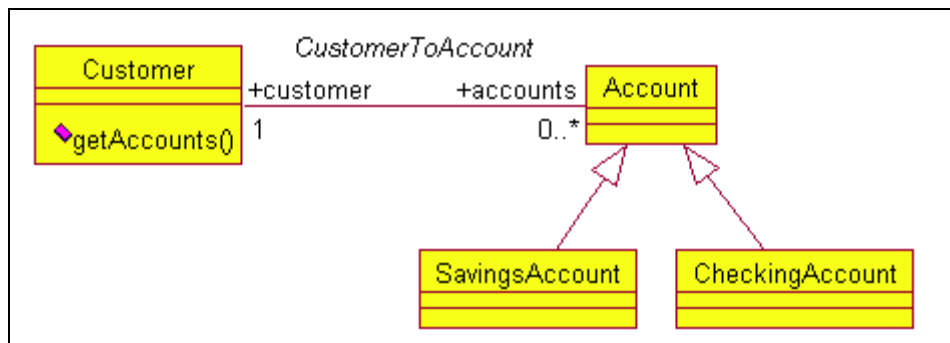 CustomerToAccount
Customer
+customer
+accounts
Account
getAccounts()
1
0..*
SavingsAccount
CheckingAccount